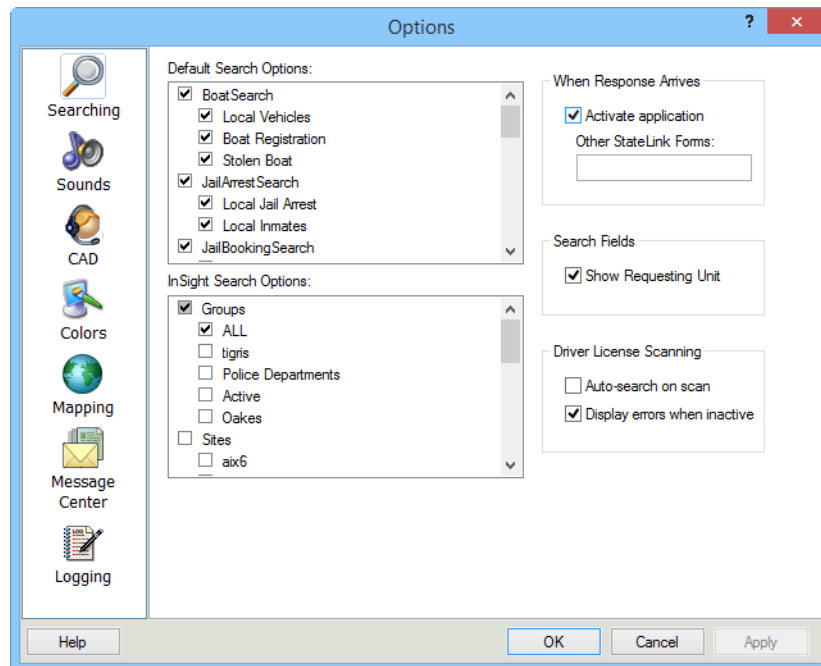 Options
?
Searching
Sounds
CAD
Colors
Mapping
Message
Center
Logging
Default Search Options:
BoatSearch
Local Vehicles
Boat Registration
Stolen Boat
JailArrestSearch
Local Jail Arrest
Local Inmates
JailBookingSearch
InSight Search Options:
Groups
ALL
tigris
Police Departments
Active
Oakes
Sites
aix6
When Response Arrives
Activate application
Other StateLink Forms:
Search Fields
Show Requesting Unit
Driver License Scanning
Auto-search on scan
Display errors when inactive
Help
OK
Cancel
Apply